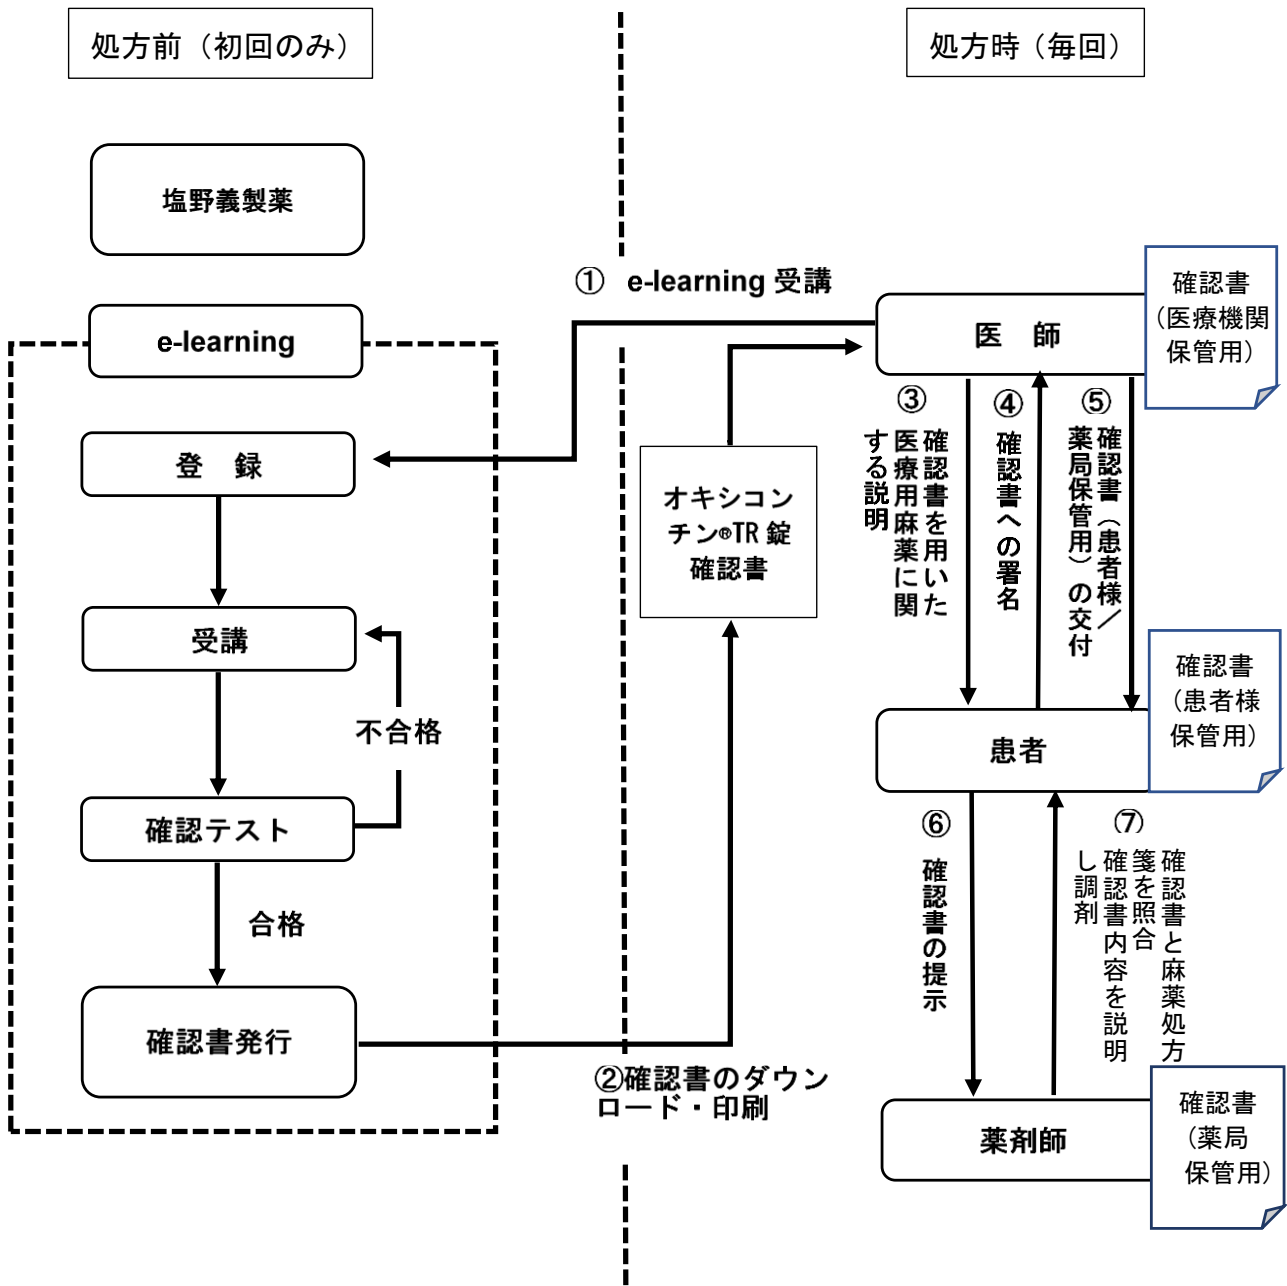 処方前（初回のみ）
処方時（毎回）
塩野義製薬
e-learning
登　録
受講
不合格
確認テスト
合格
確認書発行
① e-learning 受講
②確認書のダウン
ロード・印刷
オキシコン
チン®TR 錠
確認書
医　師
確認書
（医療機関
保管用）
③
確認書を用いた
医療用麻薬に関
する説明
④
確認書への署名
⑤
確認書（患者様／
薬局保管用）の交付
患者
確認書
（患者様
保管用）
⑥
確認書の提示
⑦
確認書と麻薬処方
箋を照合
確認書内容を説明
し調剤
薬剤師
確認書
（薬局
保管用）